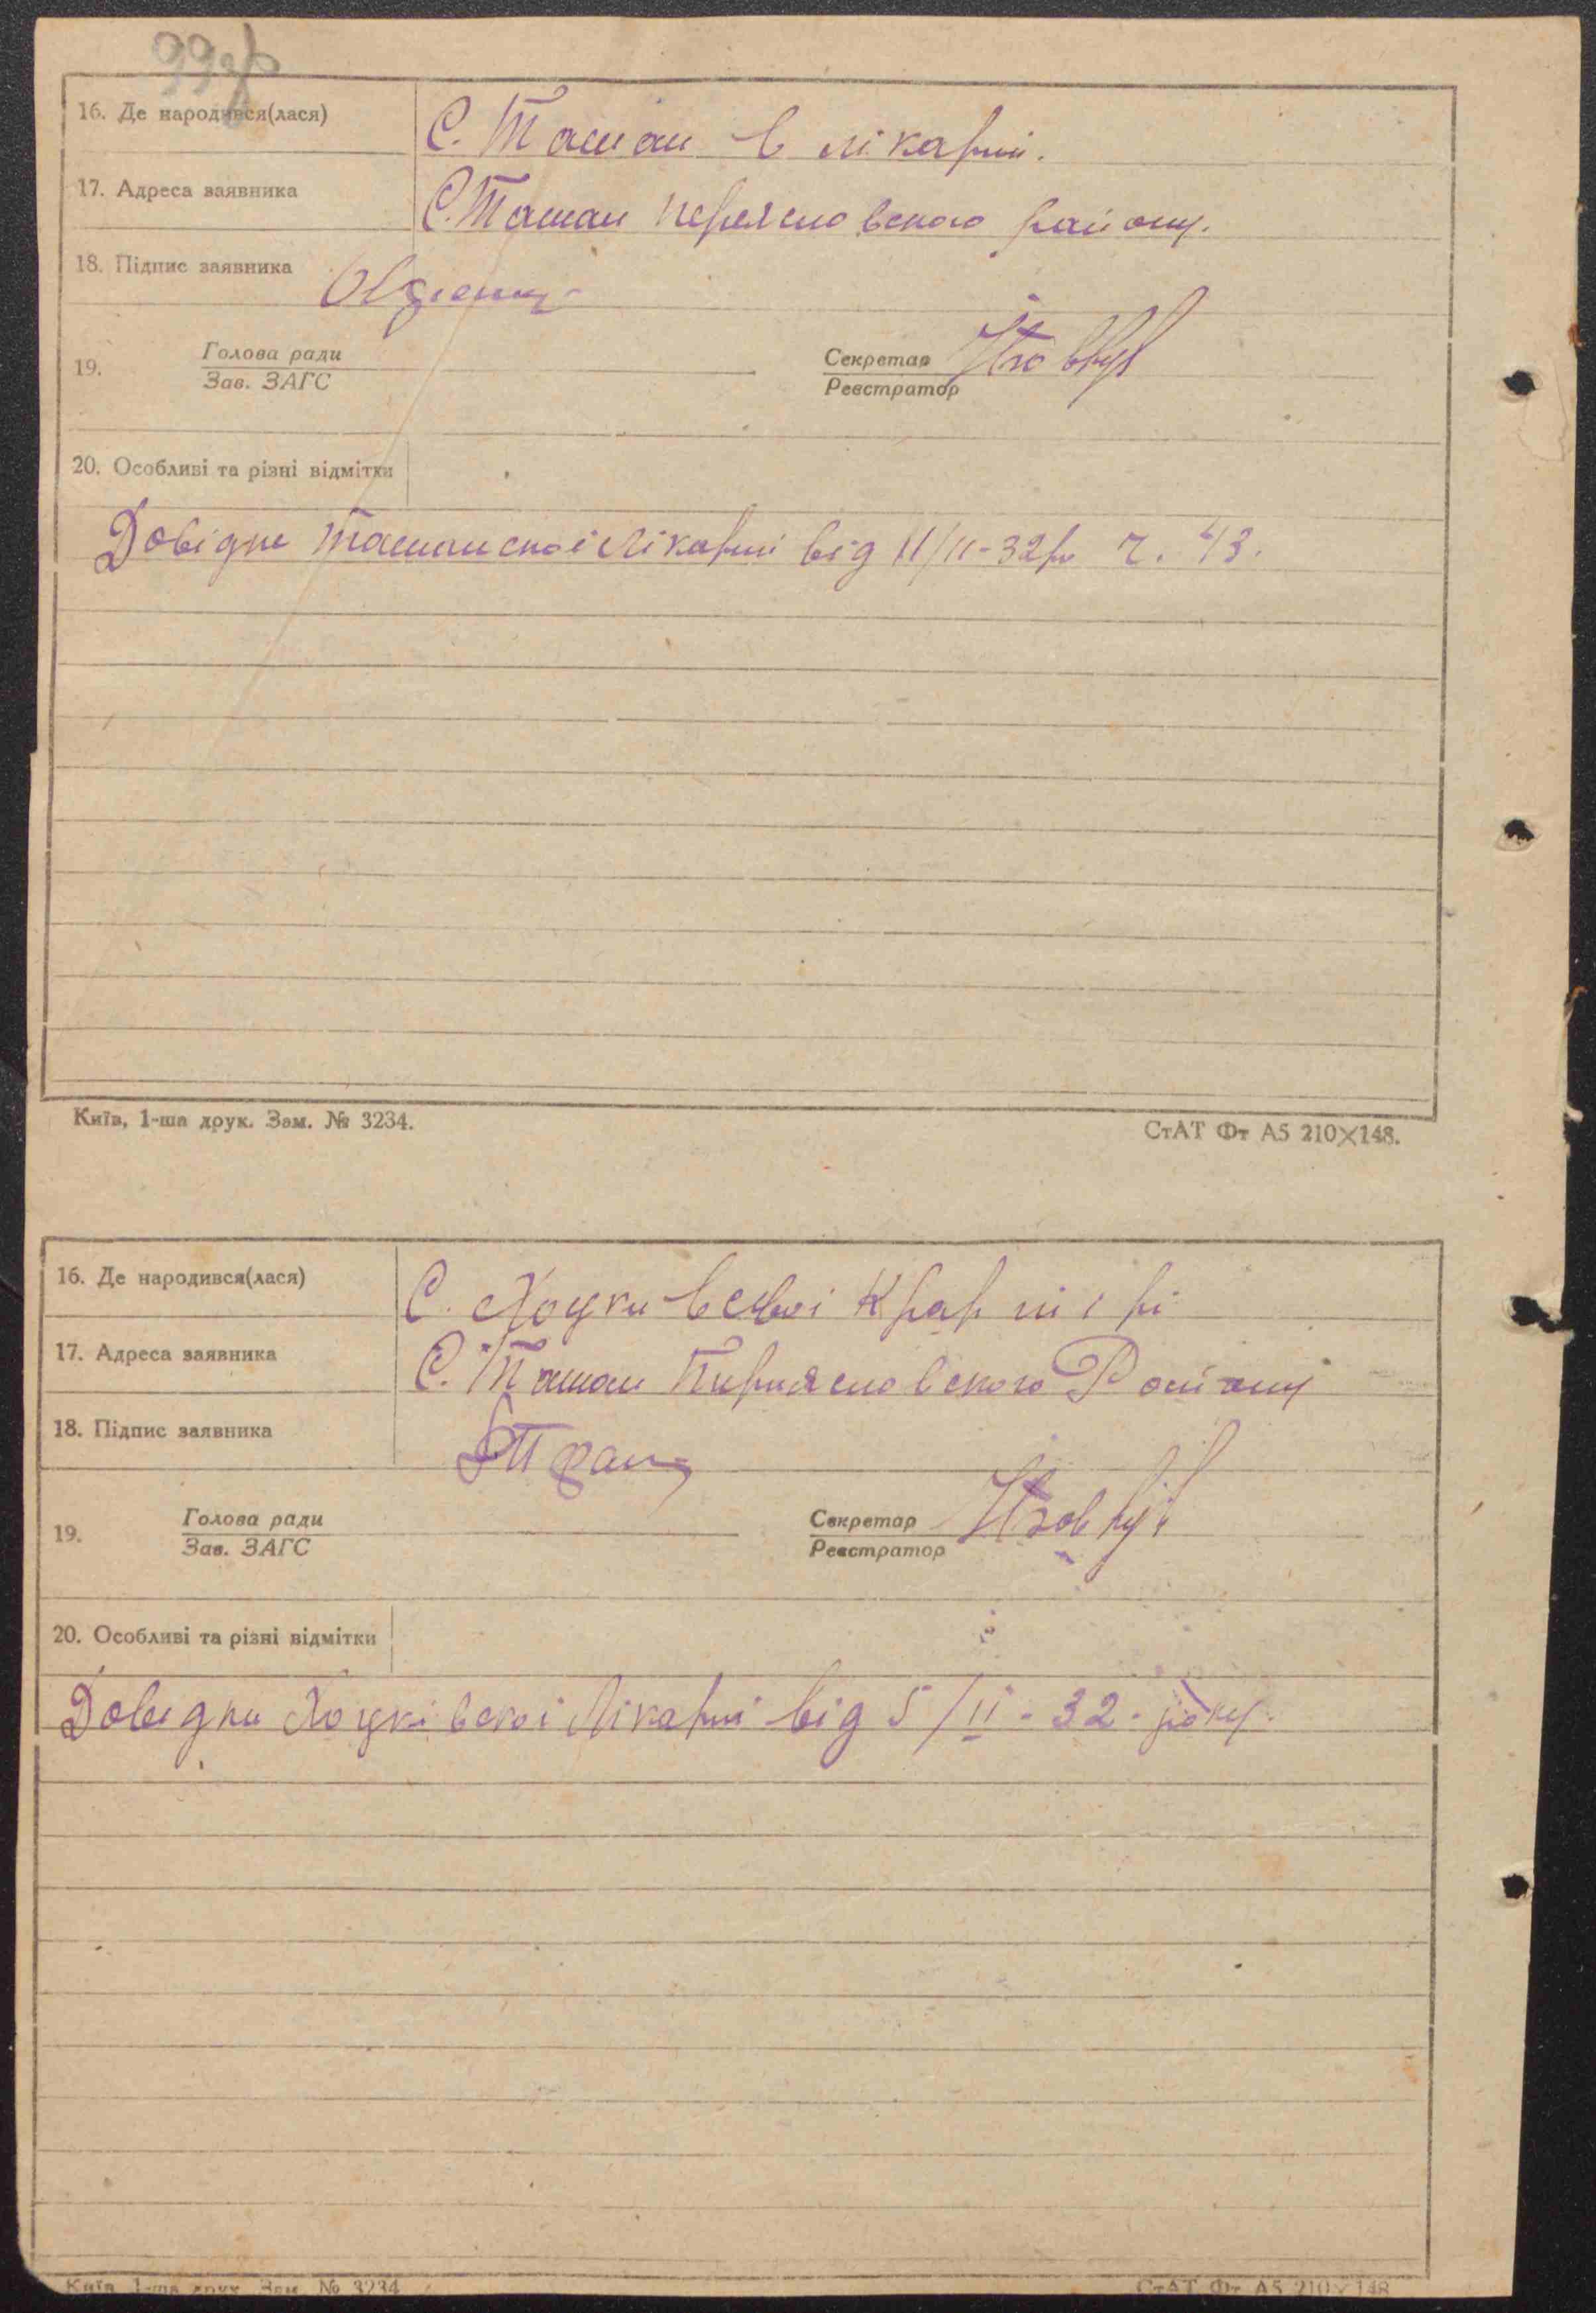 99зв
16. Де народився(лася) С. Ташан в лікарні.
17. Адреса заявника С. Ташан Переяславського району.
18. Підпис заявника
19. Голова ради Секретар
Зав. ЗАГС Реєстратор
20. Особливі та різні відмітки
Довідка Ташанської лікарні від 11/II-32р ч. 43.
Київ, 1-ша друк. Зам. № 3234.
СтАТ Фт А5 210×148.
16. Де народився(лася) С. Хоцки
17. Адреса заявника С. Ташан Району
18. Підпис заявника
19. Голова ради Секретар
Зав. ЗАГС Реєстратор
20. Особливі та різні відмітки
Доведка Хоцківскої Лікарні від 5/II-32-року.
Київ, 1-ша друк. Зам. № 3234
СтАТ Фт А5 210×148